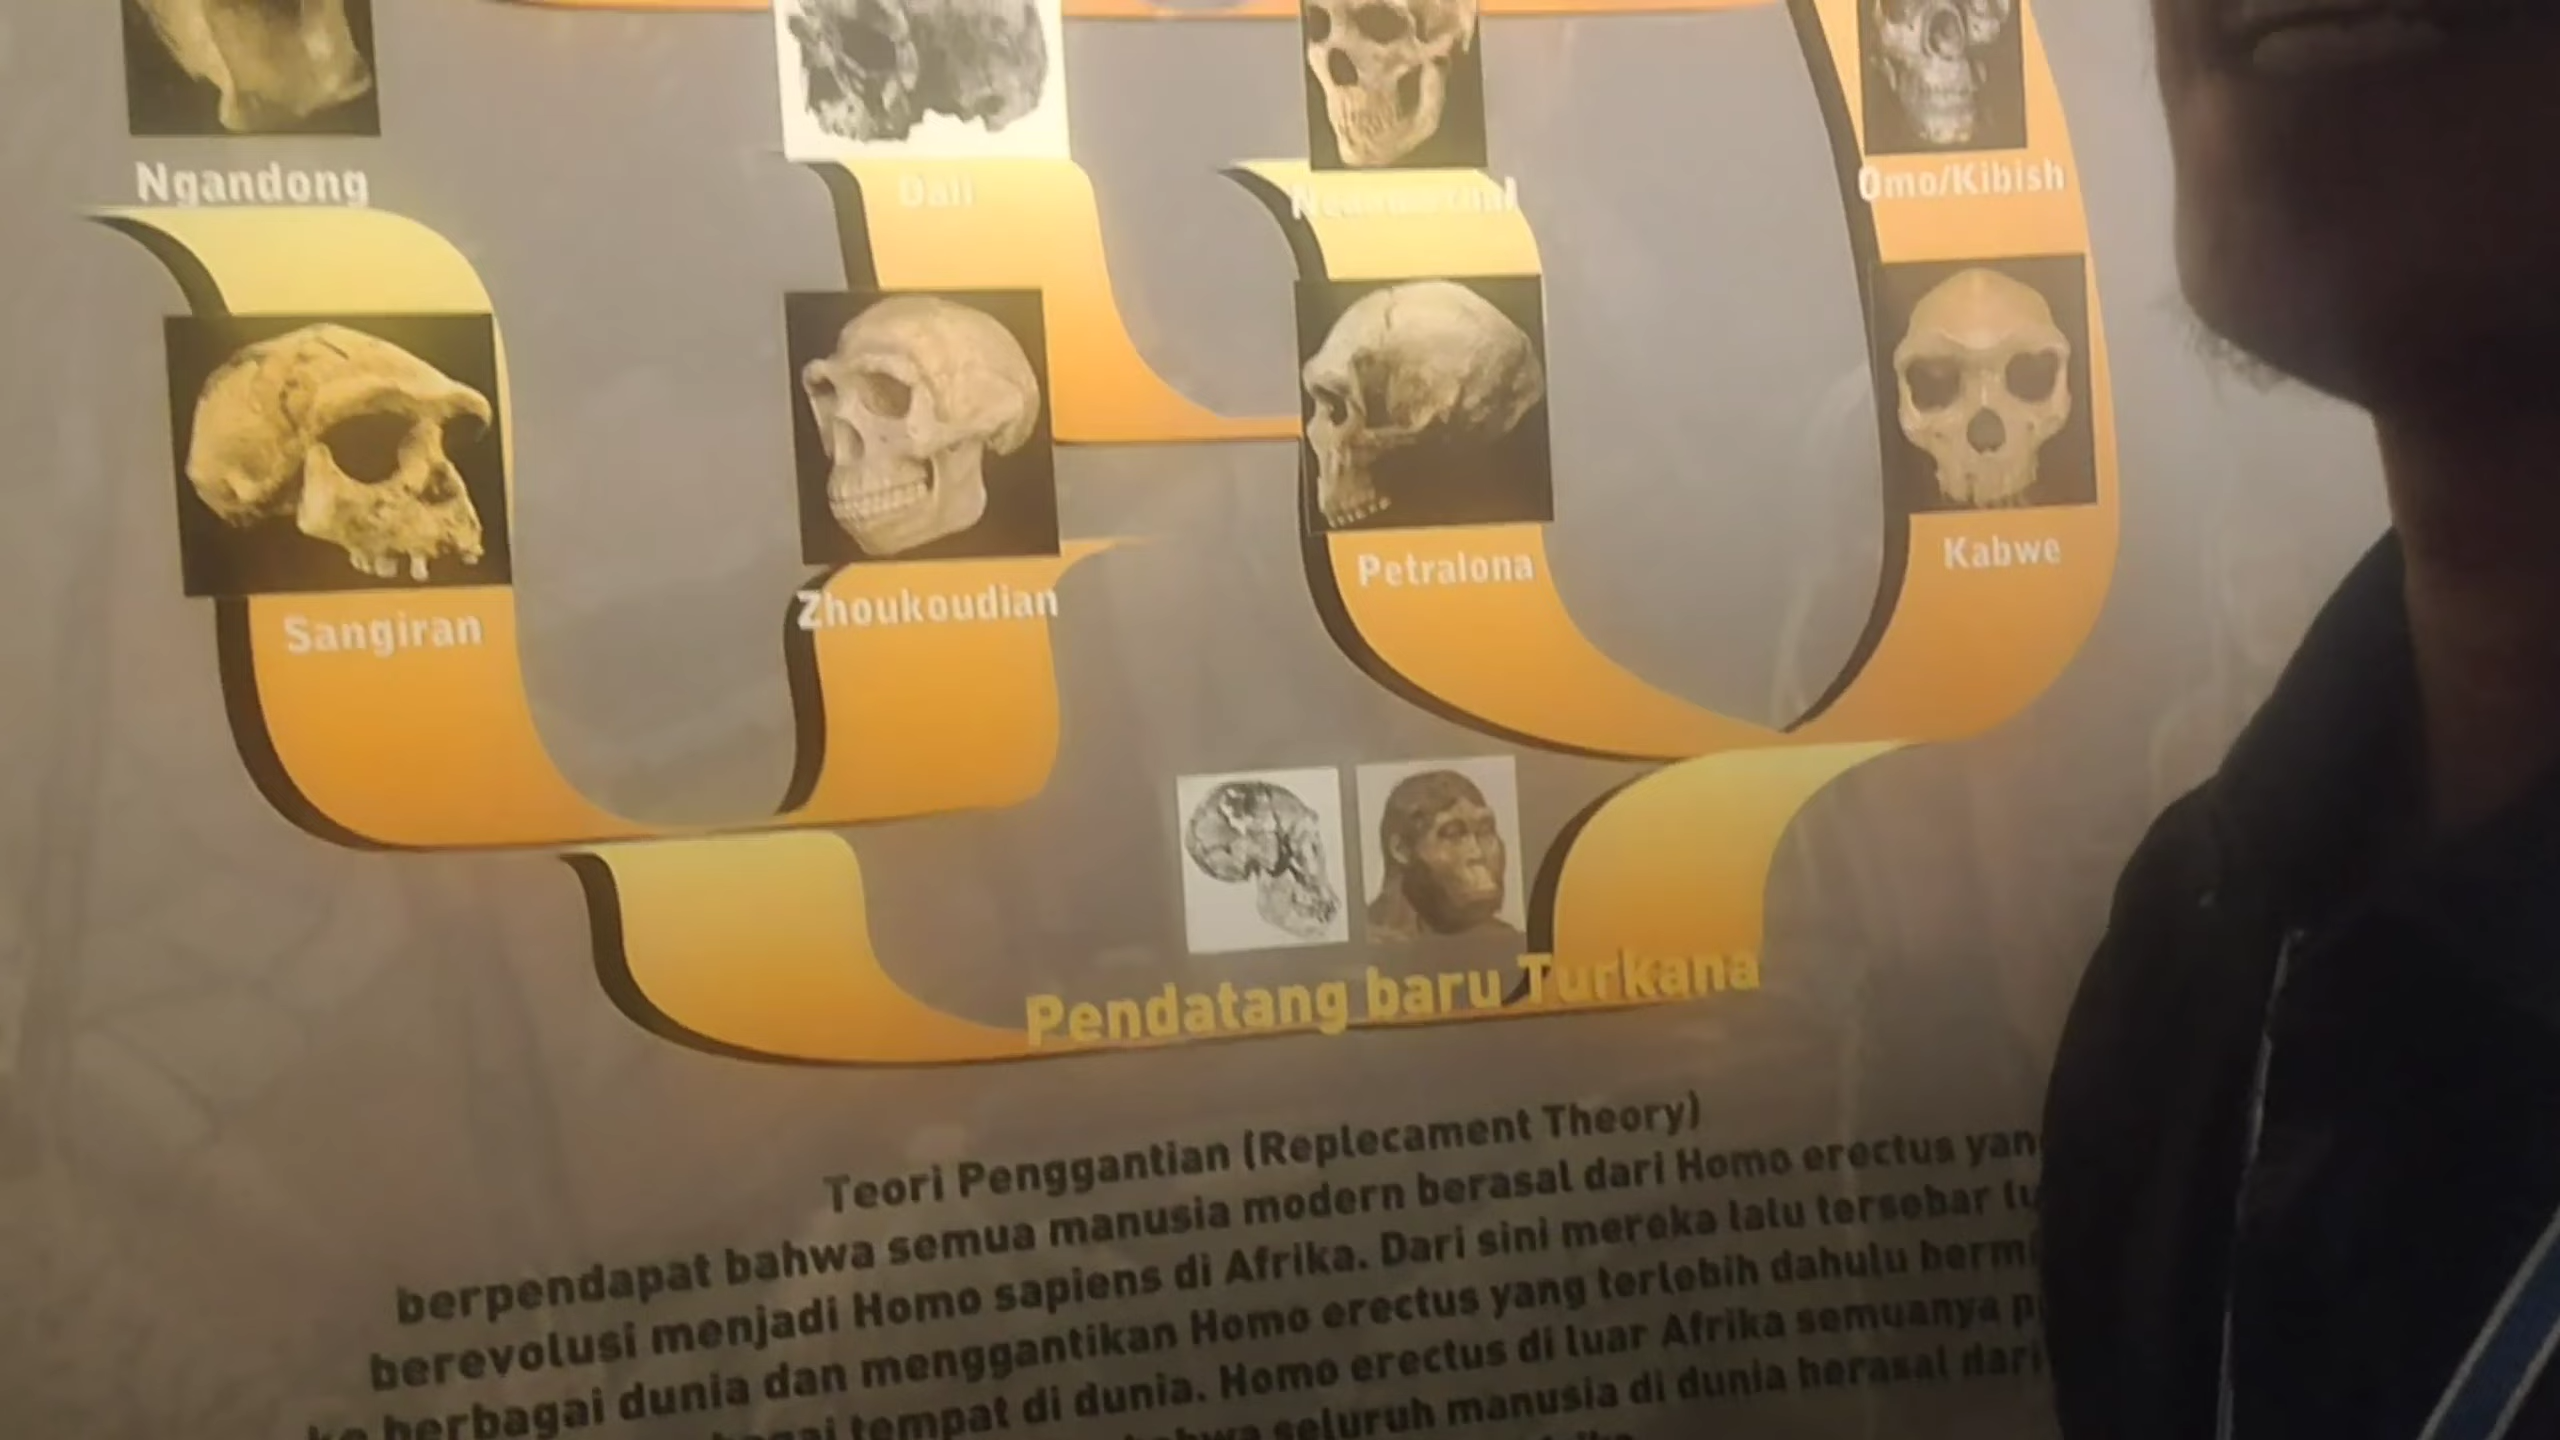 Ngandong
Dali
Omo/Kibish
Sangiran
Zhoukoudian
Petralona
Kabwe
Pendatang baru Turkana
Teori Penggantian (Replecament Theory)
berpendapat bahwa semua manusia modern berasal dari Homo erectus
berevolusi menjadi Homo sapiens di Afrika. Dari sini mereka lalu tersebar
ke berbagai dunia dan menggantikan Homo erectus yang terlebih dahulu
tempat di dunia. Homo erectus di luar Afrika semuanya
seluruh manusia di dunia berasal dari